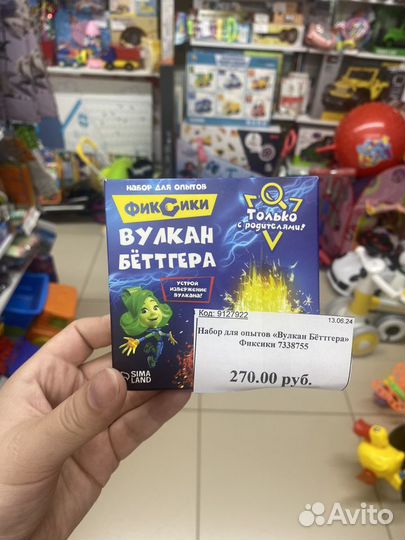 НАБОР ДЛЯ ОПЫТОВ
ФИКСИКИ
ТОЛЬКО
С РОДИТЕЛЯМИ!
ВУЛКАН
БЁТТГЕРА
УСТРОЙ
ИЗВЕРЖЕНИЕ
ВУЛКАНА!
Код: 9127922
13.06.24
Набор для опытов «Вулкан Бёттгера»
Фиксики 7338755
270.00 руб.
SIMA
LAND
Avito